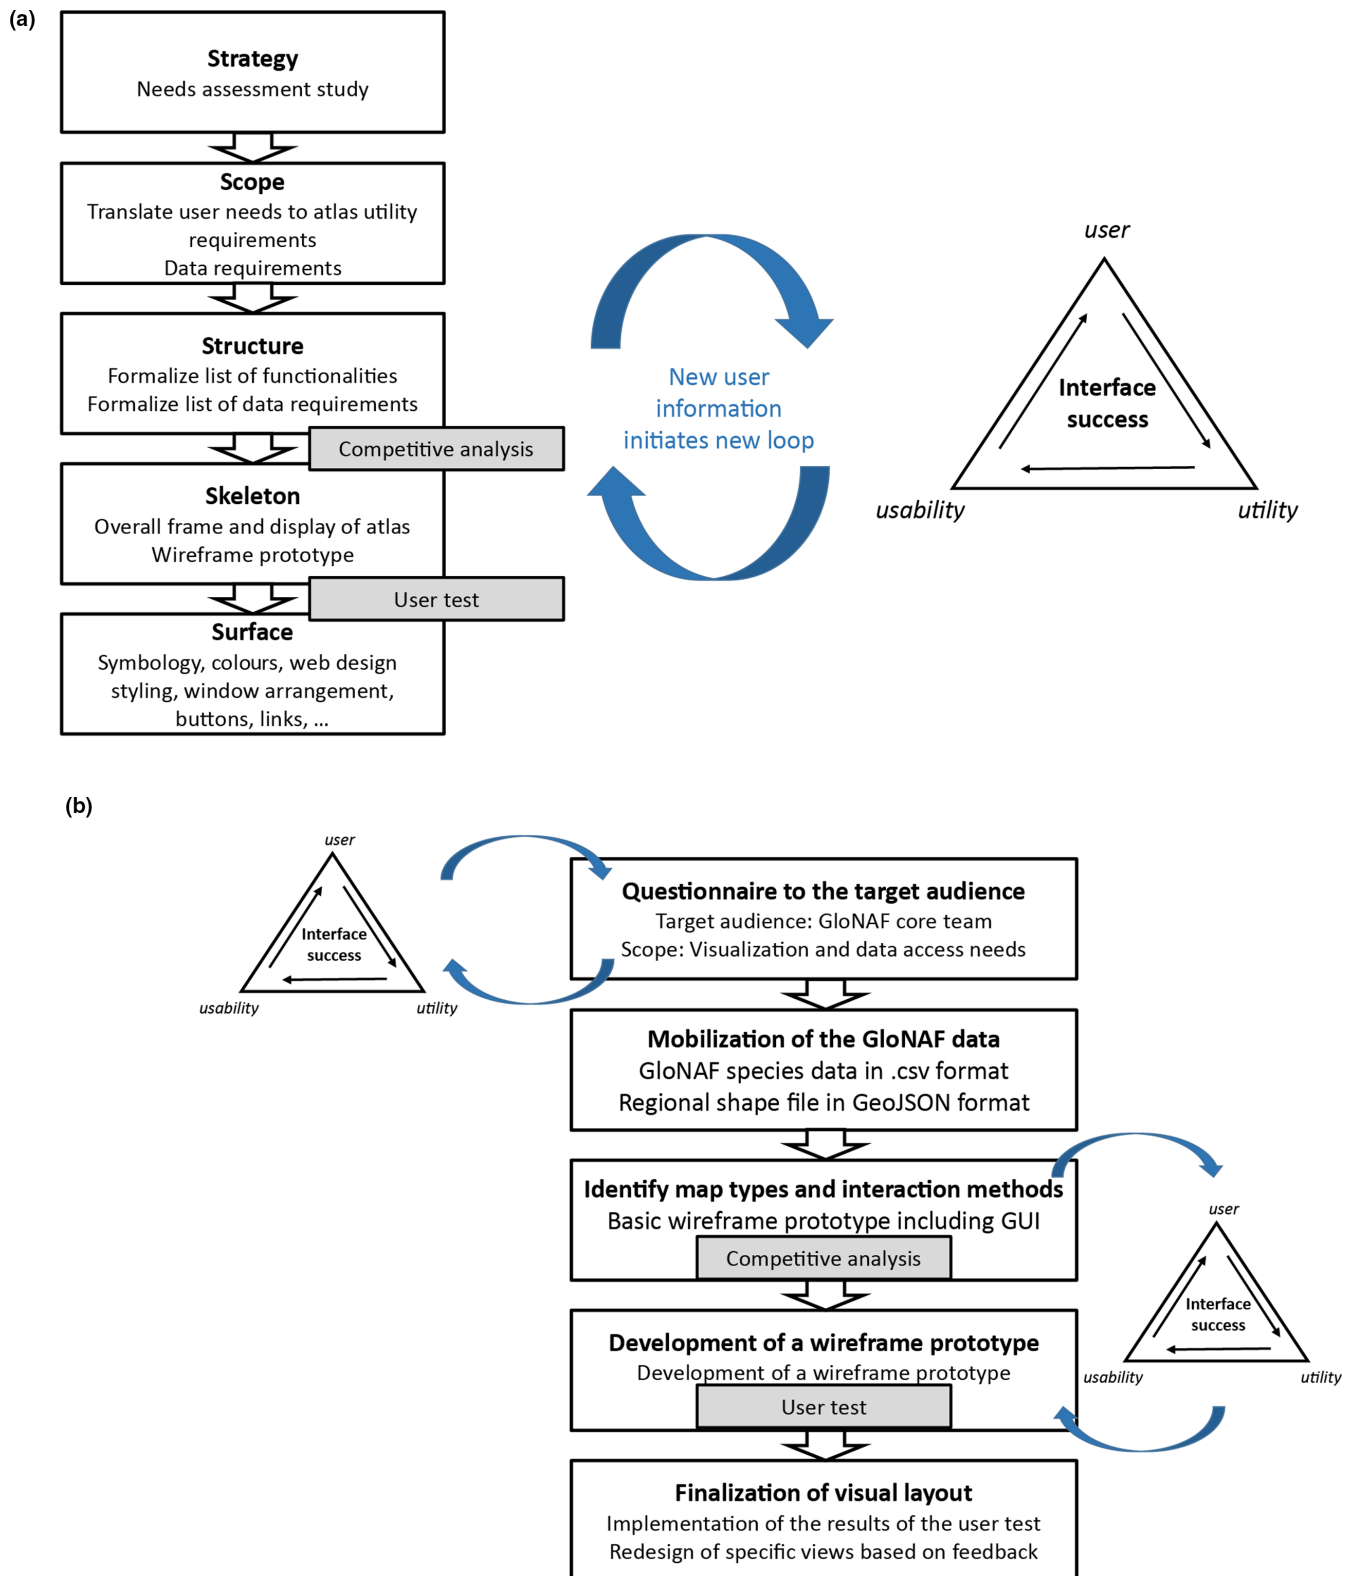 (a)
Strategy
Needs assessment study
Scope
Translate user needs to atlas utility
requirements
Data requirements
Structure
Formalize list of functionalities
Formalize list of data requirements
Competitive analysis
Skeleton
Overall frame and display of atlas
Wireframe prototype
User test
Surface
Symbology, colours, web design
styling, window arrangement,
buttons, links, ...
New user
information
initiates new loop
user
Interface
success
usability
utility
(b)
user
Interface
success
usability
utility
Questionnaire to the target audience
Target audience: GloNAF core team
Scope: Visualization and data access needs
Mobilization of the GloNAF data
GloNAF species data in .csv format
Regional shape file in GeoJSON format
Identify map types and interaction methods
Basic wireframe prototype including GUI
Competitive analysis
user
Interface
success
usability
utility
Development of a wireframe prototype
Development of a wireframe prototype
User test
Finalization of visual layout
Implementation of the results of the user test
Redesign of specific views based on feedback